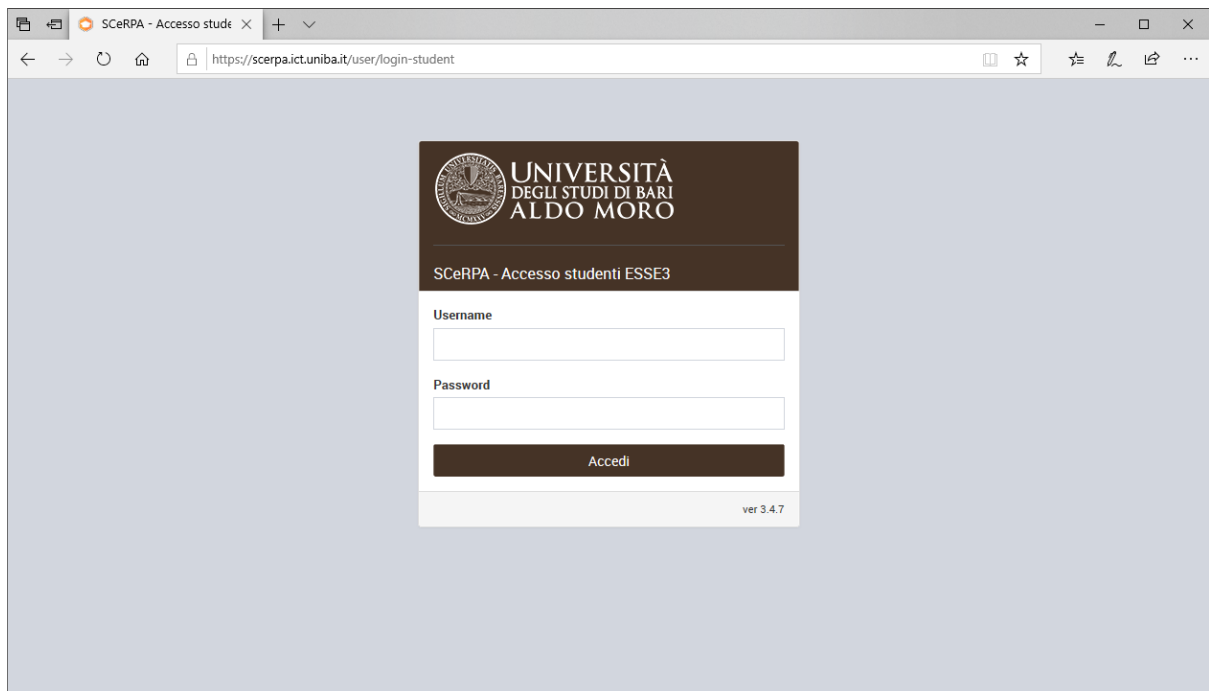 SCeRPA - Accesso stude
https://scerpa.ict.uniba.it/user/login-student
UNIVERSITÀ
DEGLI STUDI DI BARI
ALDO MORO
SCeRPA - Accesso studenti ESSE3
Username
Password
Accedi
ver 3.4.7